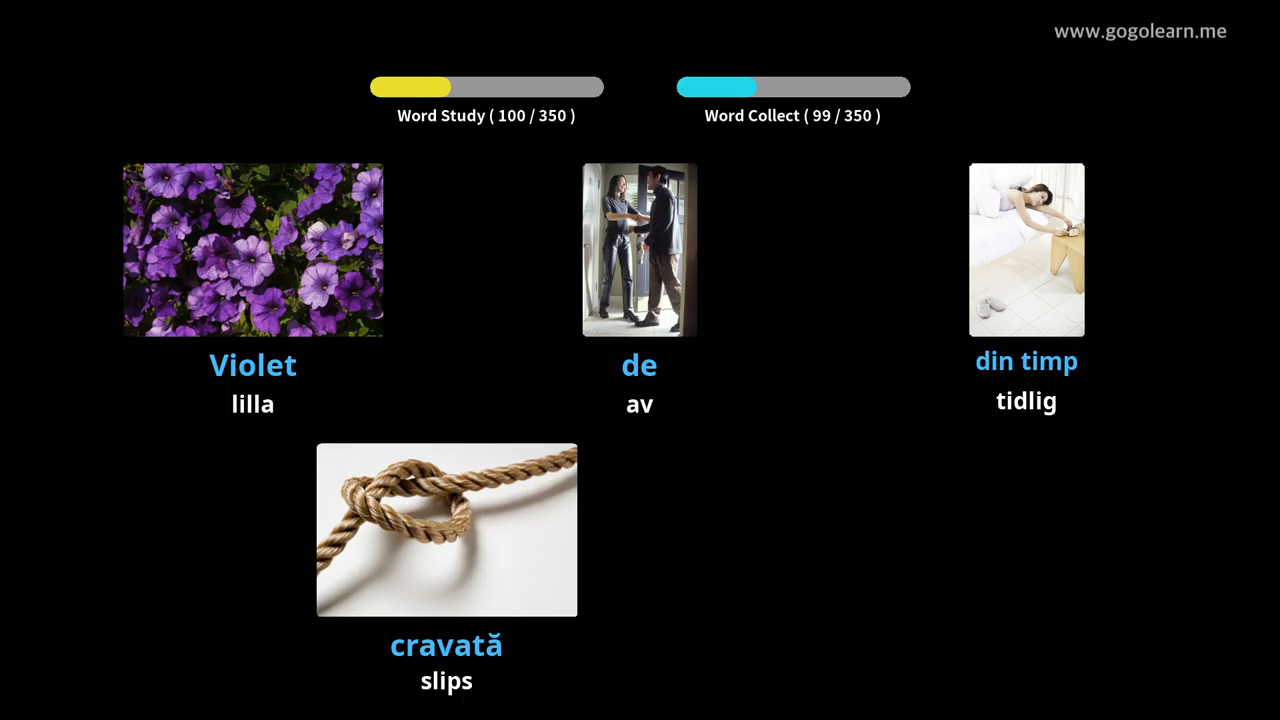 www.gogolearn.me
Word Study ( 100 / 350 )
Word Collect ( 99 / 350 )
Violet
lilla
de
av
din timp
tidlig
cravată
slips